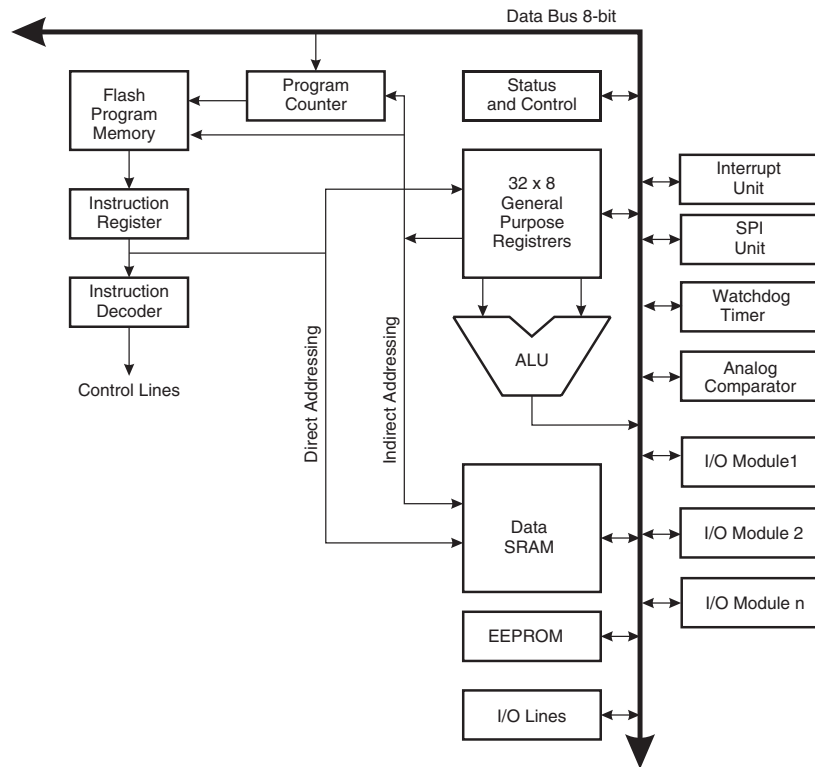 Data Bus 8-bit
Flash
Program
Memory
Program
Counter
Status
and Control
32 x 8
General
Purpose
Registrers
Interrupt
Unit
Instruction
Register
SPI
Unit
Instruction
Decoder
Watchdog
Timer
ALU
Analog
Comparator
Control Lines
Direct Addressing
Indirect Addressing
I/O Module1
Data
SRAM
I/O Module 2
I/O Module n
EEPROM
I/O Lines